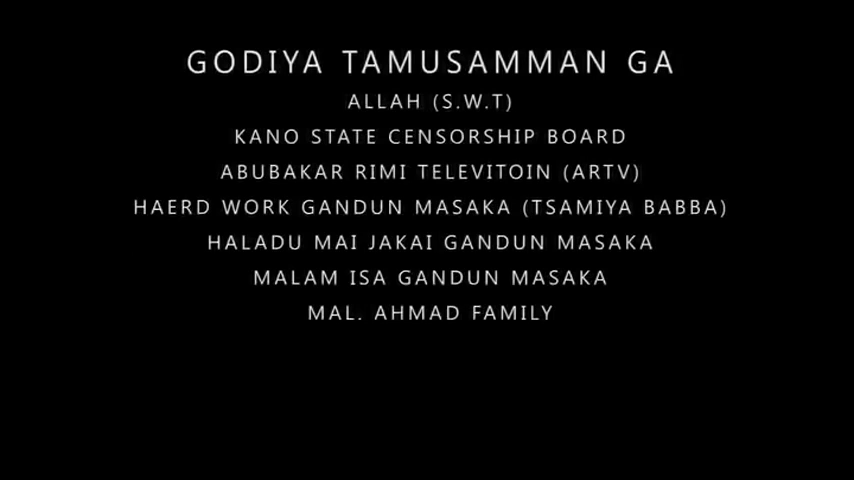 GODIYA TAMUSAMMAN GA
ALLAH (S.W.T)
KANO STATE CENSORSHIP BOARD
ABUBAKAR RIMI TELEVITOIN (ARTV)
HAERD WORK GANDUN MASAKA (TSAMIYA BABBA)
HALADU MAI JAKAI GANDUN MASAKA
MALAM ISA GANDUN MASAKA
MAL. AHMAD FAMILY